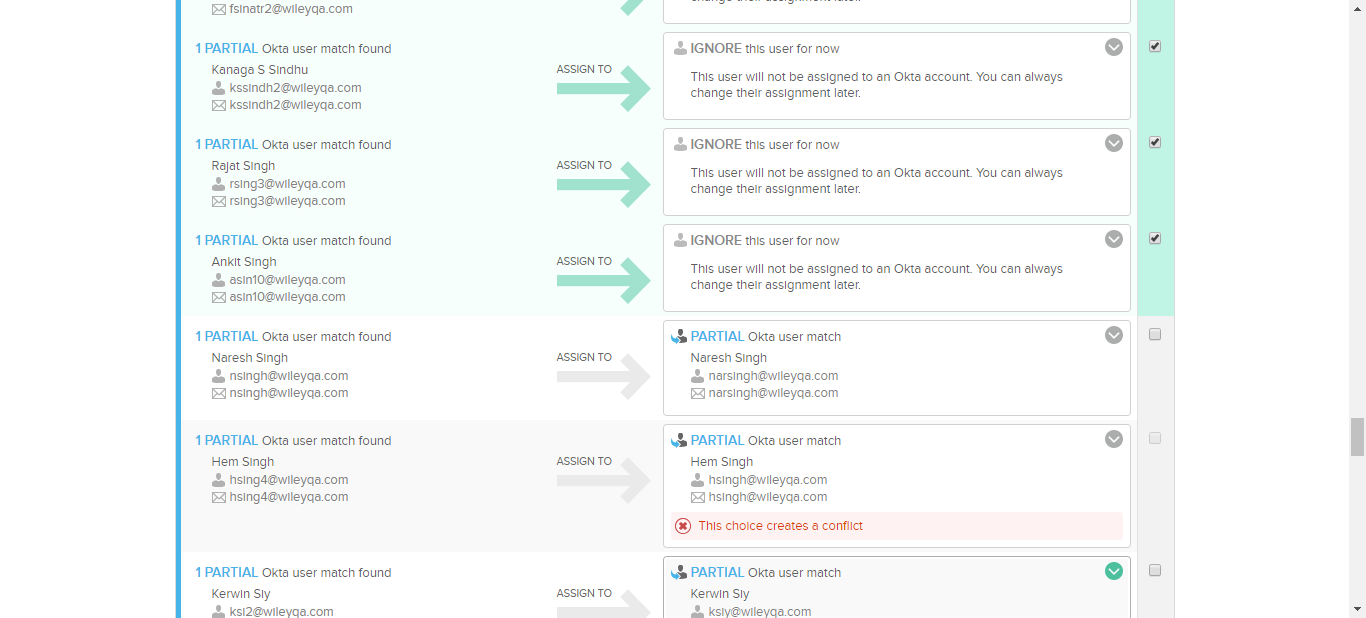 fsinatr2@wileyqa.com
change their assignment later.
1 PARTIAL Okta user match found
Kanaga S Sindhu
kssindh2@wileyqa.com
kssindh2@wileyqa.com
ASSIGN TO
IGNORE this user for now
This user will not be assigned to an Okta account. You can always
change their assignment later.
1 PARTIAL Okta user match found
Rajat Singh
rsing3@wileyqa.com
rsing3@wileyqa.com
ASSIGN TO
IGNORE this user for now
This user will not be assigned to an Okta account. You can always
change their assignment later.
1 PARTIAL Okta user match found
Ankit Singh
asin10@wileyqa.com
asin10@wileyqa.com
ASSIGN TO
IGNORE this user for now
This user will not be assigned to an Okta account. You can always
change their assignment later.
1 PARTIAL Okta user match found
Naresh Singh
nsingh@wileyqa.com
nsingh@wileyqa.com
ASSIGN TO
PARTIAL Okta user match
Naresh Singh
narsingh@wileyqa.com
narsingh@wileyqa.com
1 PARTIAL Okta user match found
Hem Singh
hsing4@wileyqa.com
hsing4@wileyqa.com
ASSIGN TO
PARTIAL Okta user match
Hem Singh
hsingh@wileyqa.com
hsingh@wileyqa.com
This choice creates a conflict
1 PARTIAL Okta user match found
Kerwin Siy
ksi2@wileyqa.com
ASSIGN TO
PARTIAL Okta user match
Kerwin Siy
ksiy@wileyqa.com